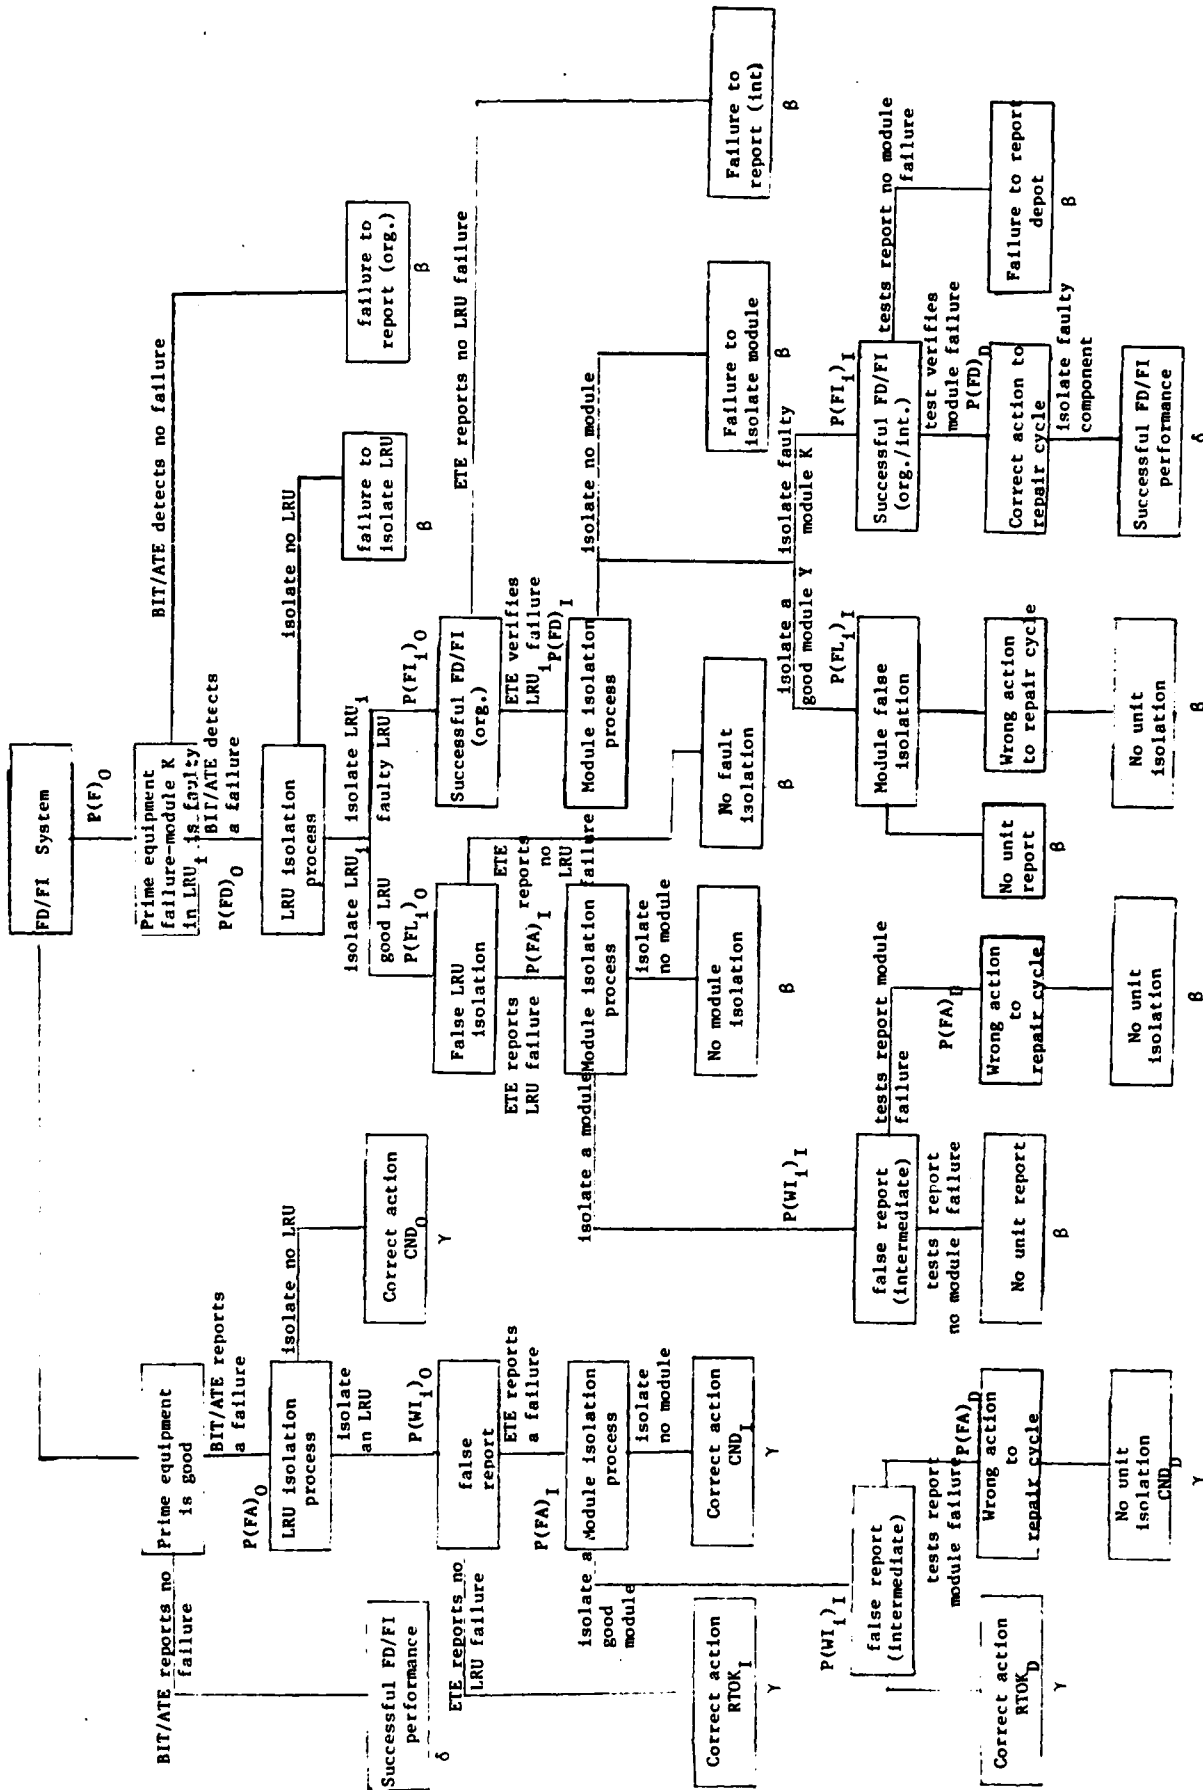 FD/FI System
P(F)O
Prime equipment
failure-module K
in LRUi is faulty
BIT/ATE detects no failure
BIT/ATE detects
a failure
P(FD)O
failure to
report (org.)
β
LRU isolation
process
isolate no LRU
failure to
isolate LRU
β
isolate LRUi
good LRU
P(FLi)O
isolate LRUi
faulty LRU
P(FIi)O
False LRU
isolation
Successful FD/FI
(org.)
ETE reports no LRU failure
Failure to
report (int)
β
ETE verifies
LRUi failure
P(FD)I
ETE reports
LRU failure
P(FA)I
ETE
reports
no
LRU
failure
No fault
isolation
β
Module isolation
process
isolate
no module
No module
isolation
β
isolate a module
Module isolation
process
isolate no module
Failure to
isolate module
β
isolate a
good module Y
P(FLi)I
isolate faulty
module K
P(FIi)I
Module false
isolation
No unit
report
β
Wrong action
to repair cycle
No unit
isolation
β
Successful FD/FI
(org./int.)
tests report no module
failure
Failure to report
depot
β
test verifies
module failure
P(FD)D
Correct action to
repair cycle
isolate faulty
component
Successful FD/FI
performance
δ
P(WIi)I
false report
(intermediate)
tests report module
failure
P(FA)D
Wrong action
to
repair cycle
No unit
isolation
β
tests report
no module failure
No unit report
β
Prime equipment
is good
BIT/ATE reports no
failure
Successful FD/FI
performance
δ
BIT/ATE reports
a failure
P(FA)O
LRU isolation
process
isolate no LRU
Correct action
CNDO
γ
isolate
an LRU
P(WIi)O
false
report
ETE reports no
LRU failure
Correct action
RTOKI
γ
ETE reports
a failure
P(FA)I
Module isolation
process
isolate
no module
Correct action
CNDI
γ
isolate a
good
module
P(WIi)I
false report
(intermediate)
Correct action
RTOKD
γ
tests report
module failure
P(FA)D
Wrong action
to
repair cycle
No unit
isolation
CNDD
γ